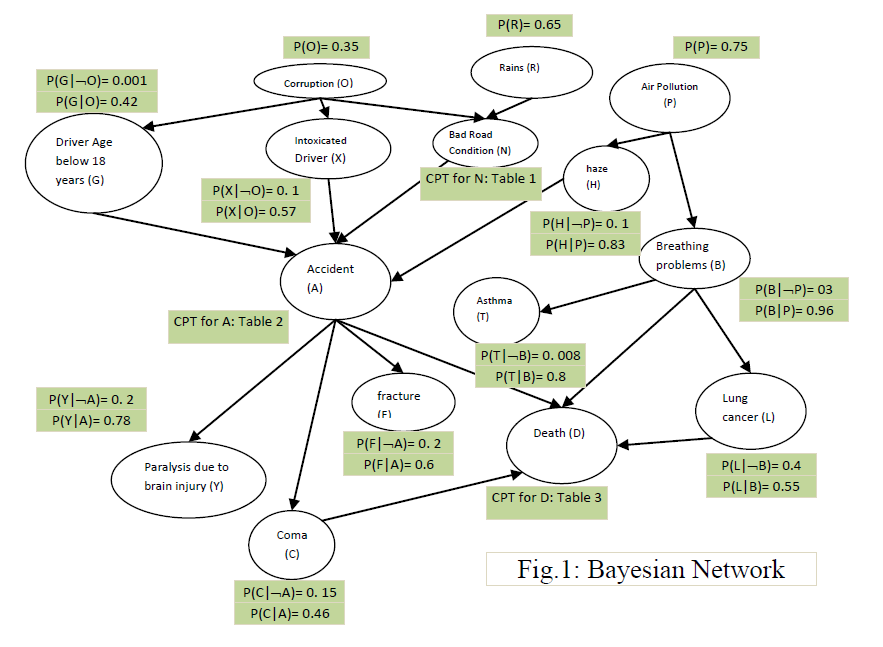 P(R)= 0.65
P(O)= 0.35
P(P)= 0.75
Rains (R)
P(G|¬O)= 0.001
P(G|O)= 0.42
Corruption (O)
Air Pollution
(P)
Driver Age
below 18
years (G)
Intoxicated
Driver (X)
Bad Road
Condition (N)
CPT for N: Table 1
haze
(H)
P(X|¬O)= 0. 1
P(X|O)= 0.57
P(H|¬P)= 0. 1
P(H|P)= 0.83
Breathing
problems (B)
Accident
(A)
P(B|¬P)= 03
P(B|P)= 0.96
Asthma
(T)
CPT for A: Table 2
P(T|¬B)= 0. 008
P(T|B)= 0.8
P(Y|¬A)= 0. 2
P(Y|A)= 0.78
fracture
(F)
Lung
cancer (L)
Death (D)
P(F|¬A)= 0. 2
P(F|A)= 0.6
Paralysis due to
brain injury (Y)
P(L|¬B)= 0.4
P(L|B)= 0.55
CPT for D: Table 3
Coma
(C)
Fig.1: Bayesian Network
P(C|¬A)= 0. 15
P(C|A)= 0.46